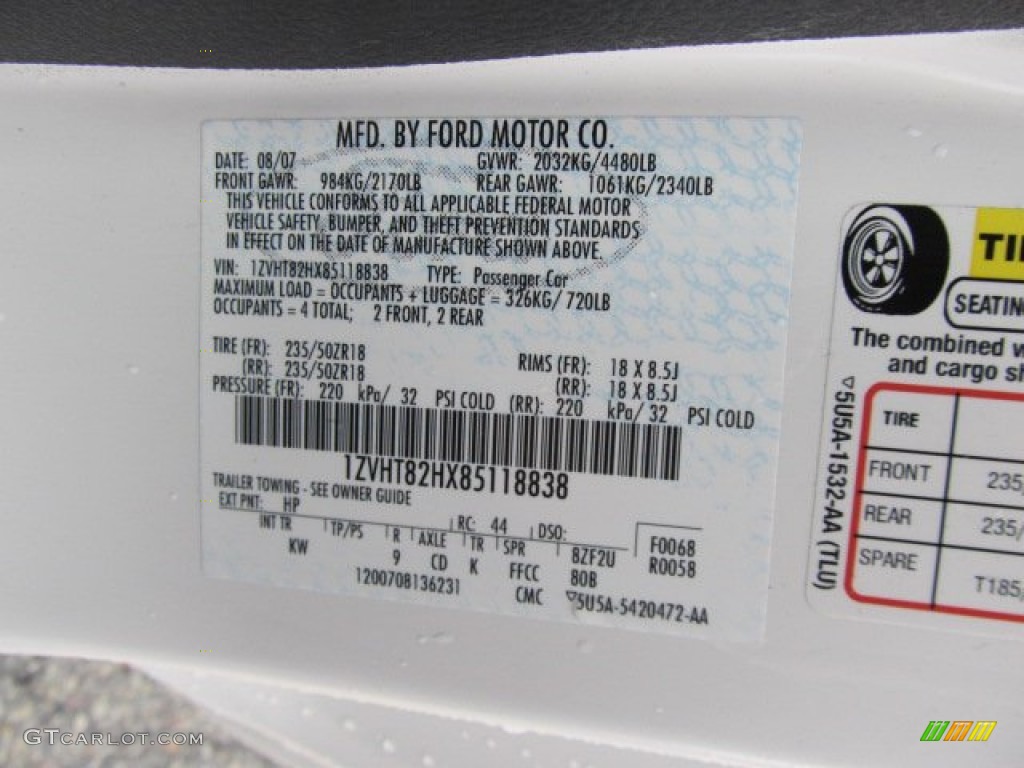 MFD. BY FORD MOTOR CO.
DATE: 08/07 GVWR: 2032KG/4480LB
FRONT GAWR: 984KG/2170LB REAR GAWR: 1061KG/2340LB
THIS VEHICLE CONFORMS TO ALL APPLICABLE FEDERAL MOTOR
VEHICLE SAFETY, BUMPER, AND THEFT PREVENTION STANDARDS
IN EFFECT ON THE DATE OF MANUFACTURE SHOWN ABOVE.
VIN: 1ZVHT82HX85118838 TYPE: Passenger Car
MAXIMUM LOAD = OCCUPANTS + LUGGAGE = 326KG/ 720LB
OCCUPANTS = 4 TOTAL; 2 FRONT, 2 REAR
TIRE (FR): 235/50ZR18 RIMS (FR): 18 X 8.5J
(RR): 235/50ZR18 (RR): 18 X 8.5J
PRESSURE (FR): 220 kPa/ 32 PSI COLD (RR): 220 kPa/ 32 PSI COLD
1ZVHT82HX85118838
TRAILER TOWING - SEE OWNER GUIDE
EXT PNT: HP RC: 44 DSO:
INT TR TP/PS R AXLE TR SPR 8ZF2U F0068
KW 9 CD K FFCC 80B R0058
1200708136231 CMC ▽5U5A-5420472-AA
TI
SEATING
The combined w
and cargo sh
TIRE
FRONT 235/
REAR 235/
SPARE T185/
▽5U5A-1532-AA (TLU)
GTCARLOT.COM